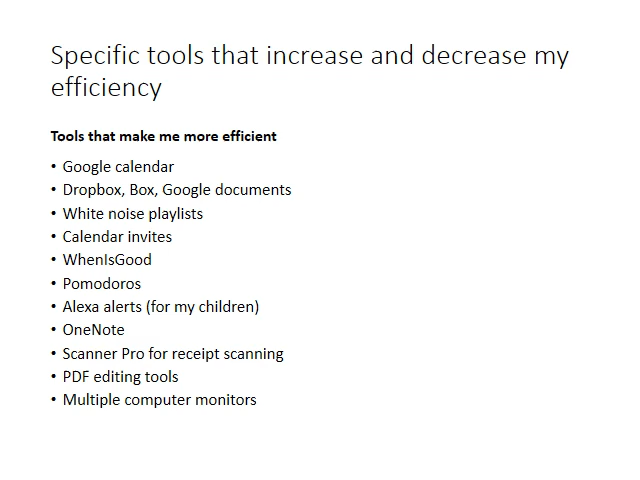 Specific tools that increase and decrease my
efficiency
Tools that make me more efficient
• Google calendar
• Dropbox, Box, Google documents
• White noise playlists
• Calendar invites
• WhenIsGood
• Pomodoros
• Alexa alerts (for my children)
• OneNote
• Scanner Pro for receipt scanning
• PDF editing tools
• Multiple computer monitors